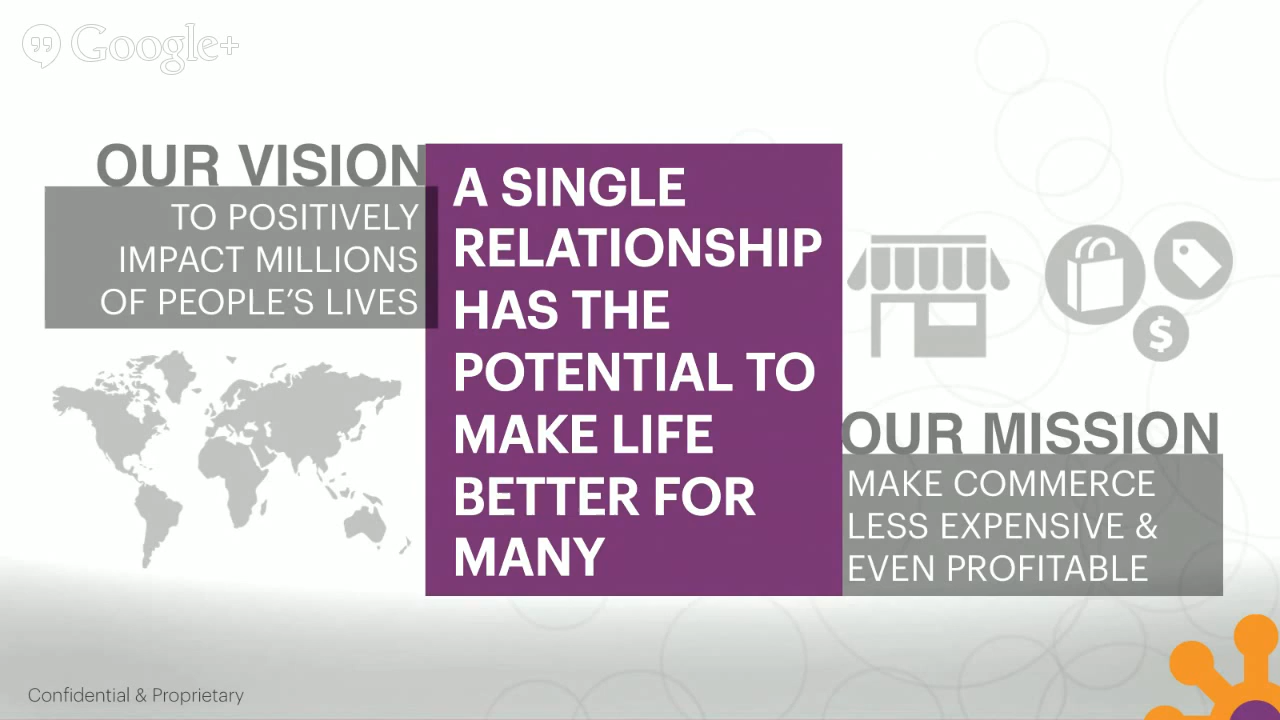 Google+
OUR VISION
TO POSITIVELY
IMPACT MILLIONS
OF PEOPLE'S LIVES
A SINGLE
RELATIONSHIP
HAS THE
POTENTIAL TO
MAKE LIFE
BETTER FOR
MANY
$
OUR MISSION
MAKE COMMERCE
LESS EXPENSIVE &
EVEN PROFITABLE
Confidential & Proprietary